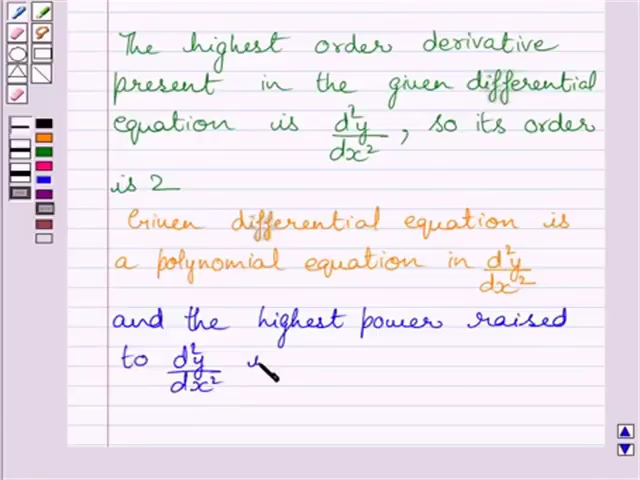 The highest order derivative
present in the given differential
equation is d²y/dx², so its order
is 2
Given differential equation is
a polynomial equation in d²y/dx²
and the highest power raised
to d²y/dx²